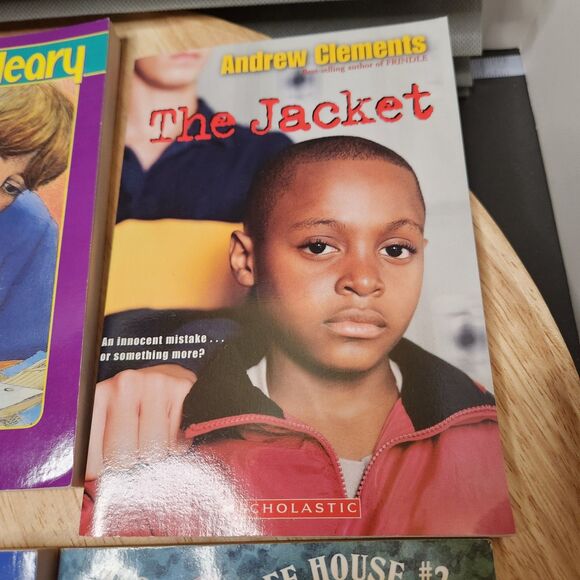 leary
Andrew Clements
Best-selling author of FRINDLE
The Jacket
An innocent mistake . . .
or something more?
SCHOLASTIC
EE HOUSE #2